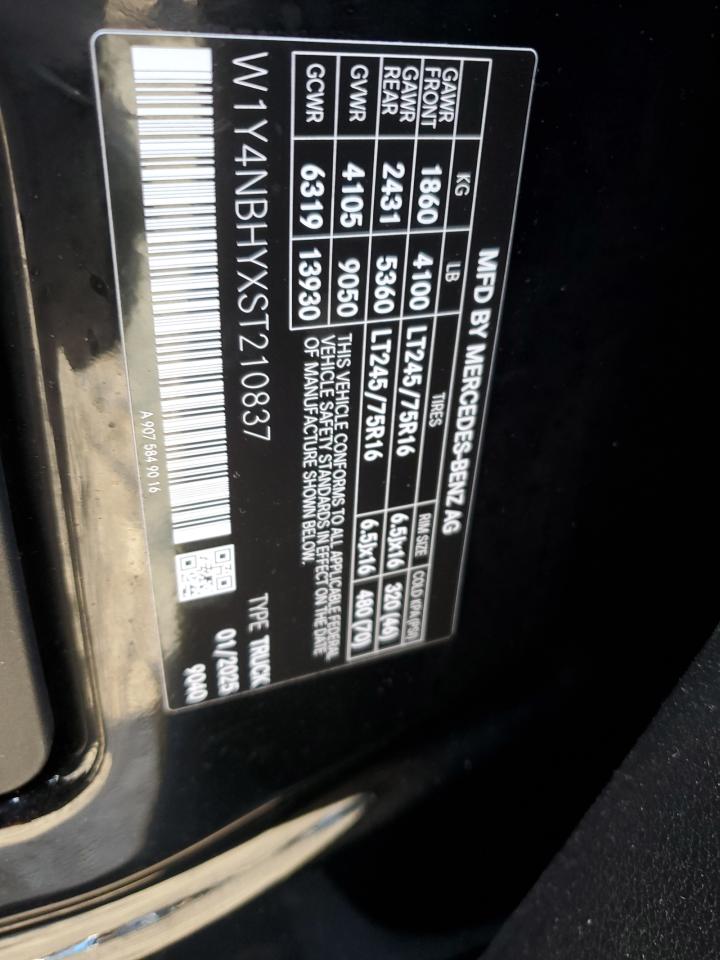 MFD BY MERCEDES-BENZ AG
KG LB TIRES RIM SIZE COLD KPA (PSI)
GAWR FRONT 1860 4100 LT245/75R16 6.5Jx16 320 (46)
GAWR REAR 2431 5360 LT245/75R16 6.5Jx16 480 (70)
GVWR 4105 9050
GCWR 6319 13930
THIS VEHICLE CONFORMS TO ALL APPLICABLE FEDERAL
VEHICLE SAFETY STANDARDS IN EFFECT ON THE DATE
OF MANUFACTURE SHOWN BELOW.
W1Y4NBHYXST210837
TYPE TRUCK
01/2025
9040
A 907 584 90 16